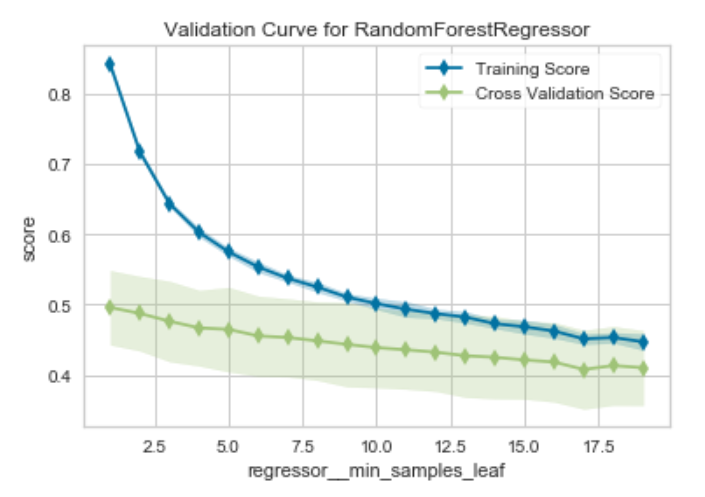 Validation Curve for RandomForestRegressor
Training Score
Cross Validation Score
score
0.8
0.7
0.6
0.5
0.4
2.5 5.0 7.5 10.0 12.5 15.0 17.5
regressor__min_samples_leaf